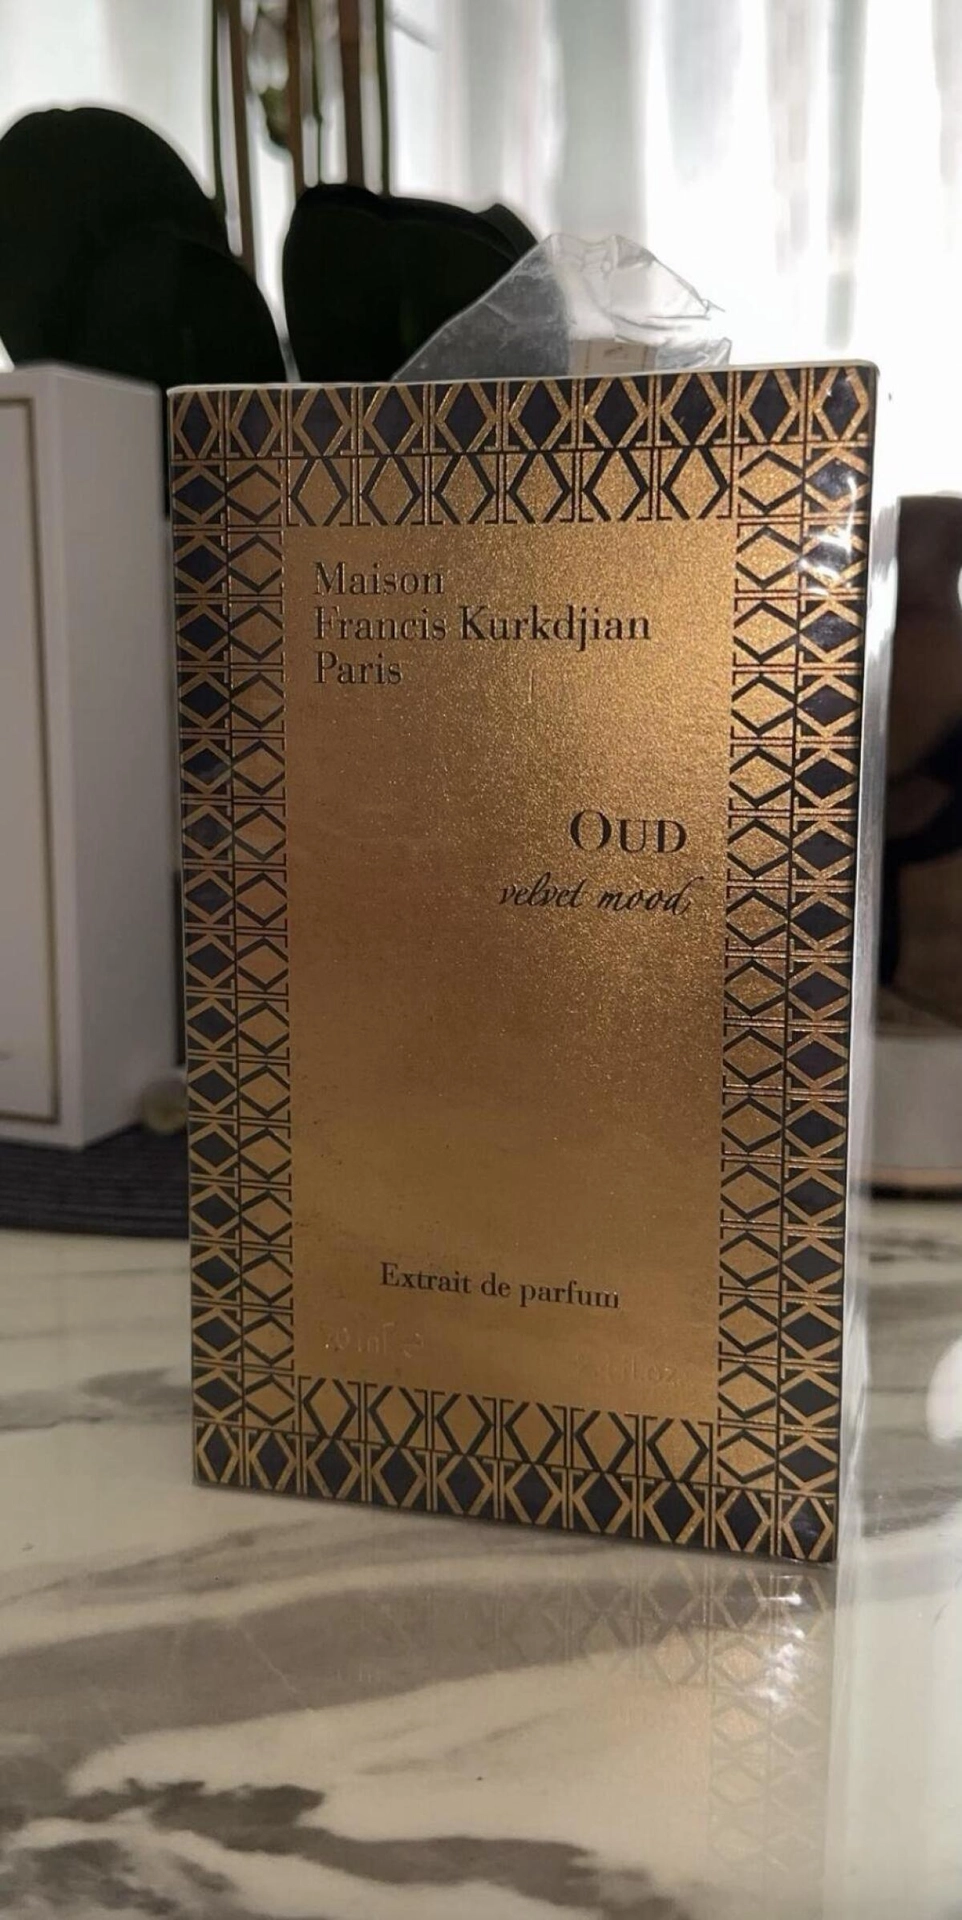 Maison
Francis Kurkdjian
Paris
OUD
velvet mood
Extrait de parfum